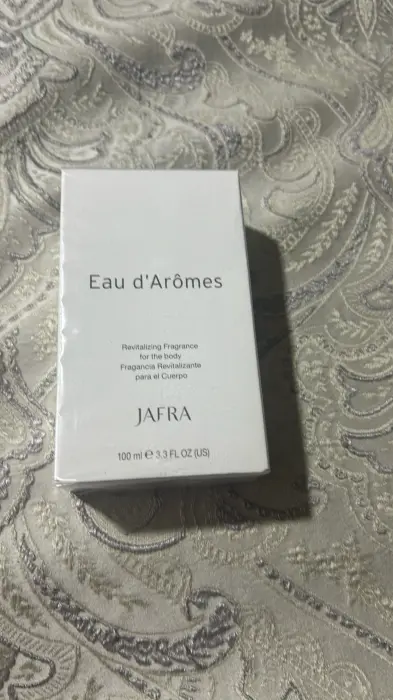 Eau d'Arômes
Revitalizing Fragrance
for the body
Fragancia Revitalizante
para el Cuerpo
JAFRA
100 ml ℮ 3.3 FL OZ (US)